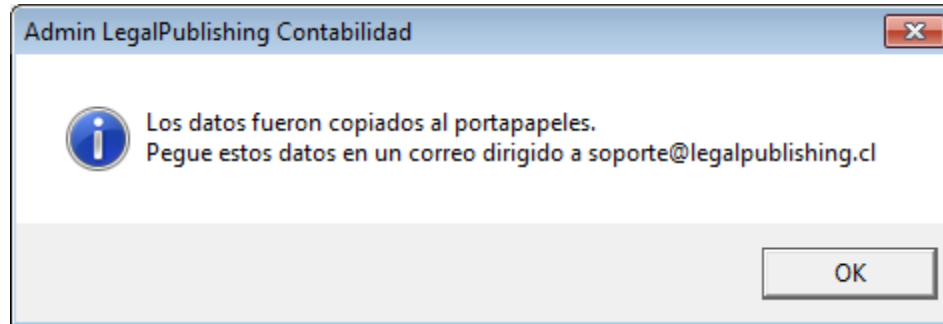 Admin LegalPublishing Contabilidad
Los datos fueron copiados al portapapeles.
Pegue estos datos en un correo dirigido a soporte@legalpublishing.cl
OK